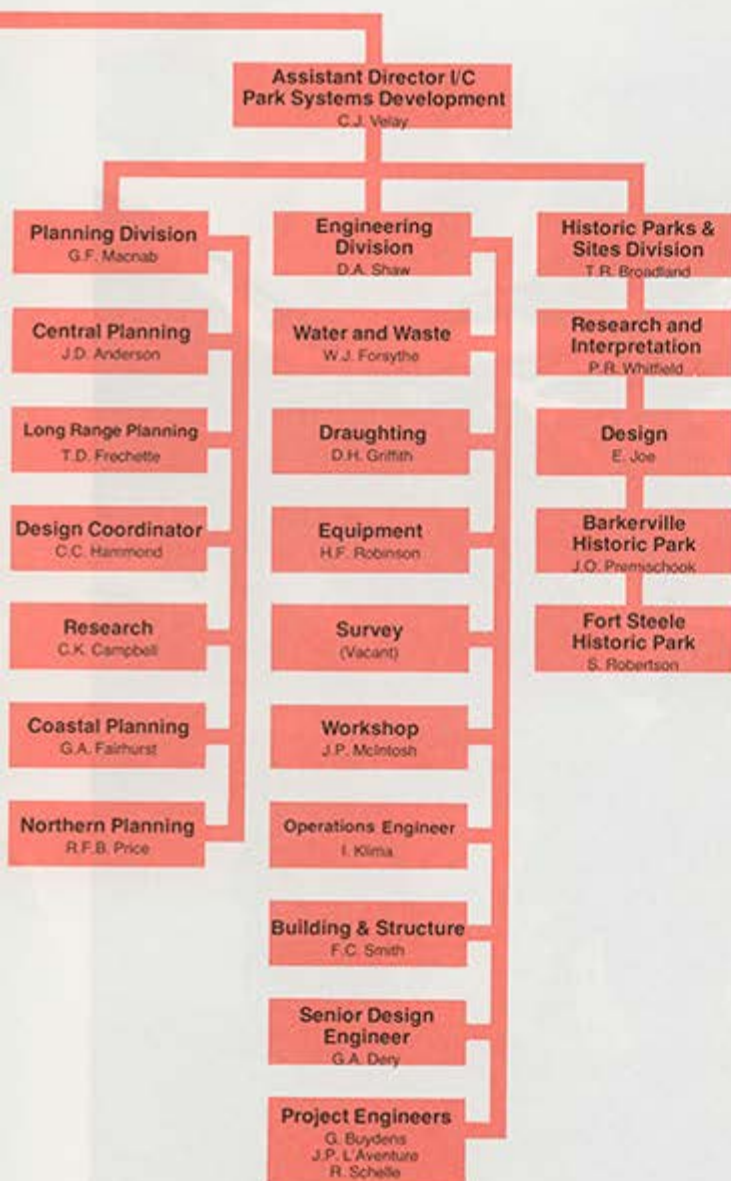 Assistant Director I/C
Park Systems Development
C.J. Velay
Planning Division
G.F. Macnab
Central Planning
J.D. Anderson
Long Range Planning
T.D. Frechette
Design Coordinator
C.C. Hammond
Research
C.K. Campbell
Coastal Planning
G.A. Fairhurst
Northern Planning
R.F.B. Price
Engineering
Division
D.A. Shaw
Water and Waste
W.J. Forsythe
Draughting
D.H. Griffith
Equipment
H.F. Robinson
Survey
(Vacant)
Workshop
J.P. McIntosh
Operations Engineer
I. Klima
Building & Structure
F.C. Smith
Senior Design
Engineer
G.A. Dery
Project Engineers
G. Buydens
J.P. L'Aventure
R. Schelle
Historic Parks &
Sites Division
T.R. Broadland
Research and
Interpretation
P.R. Whitfield
Design
E. Joe
Barkerville
Historic Park
J.O. Premischook
Fort Steele
Historic Park
S. Robertson